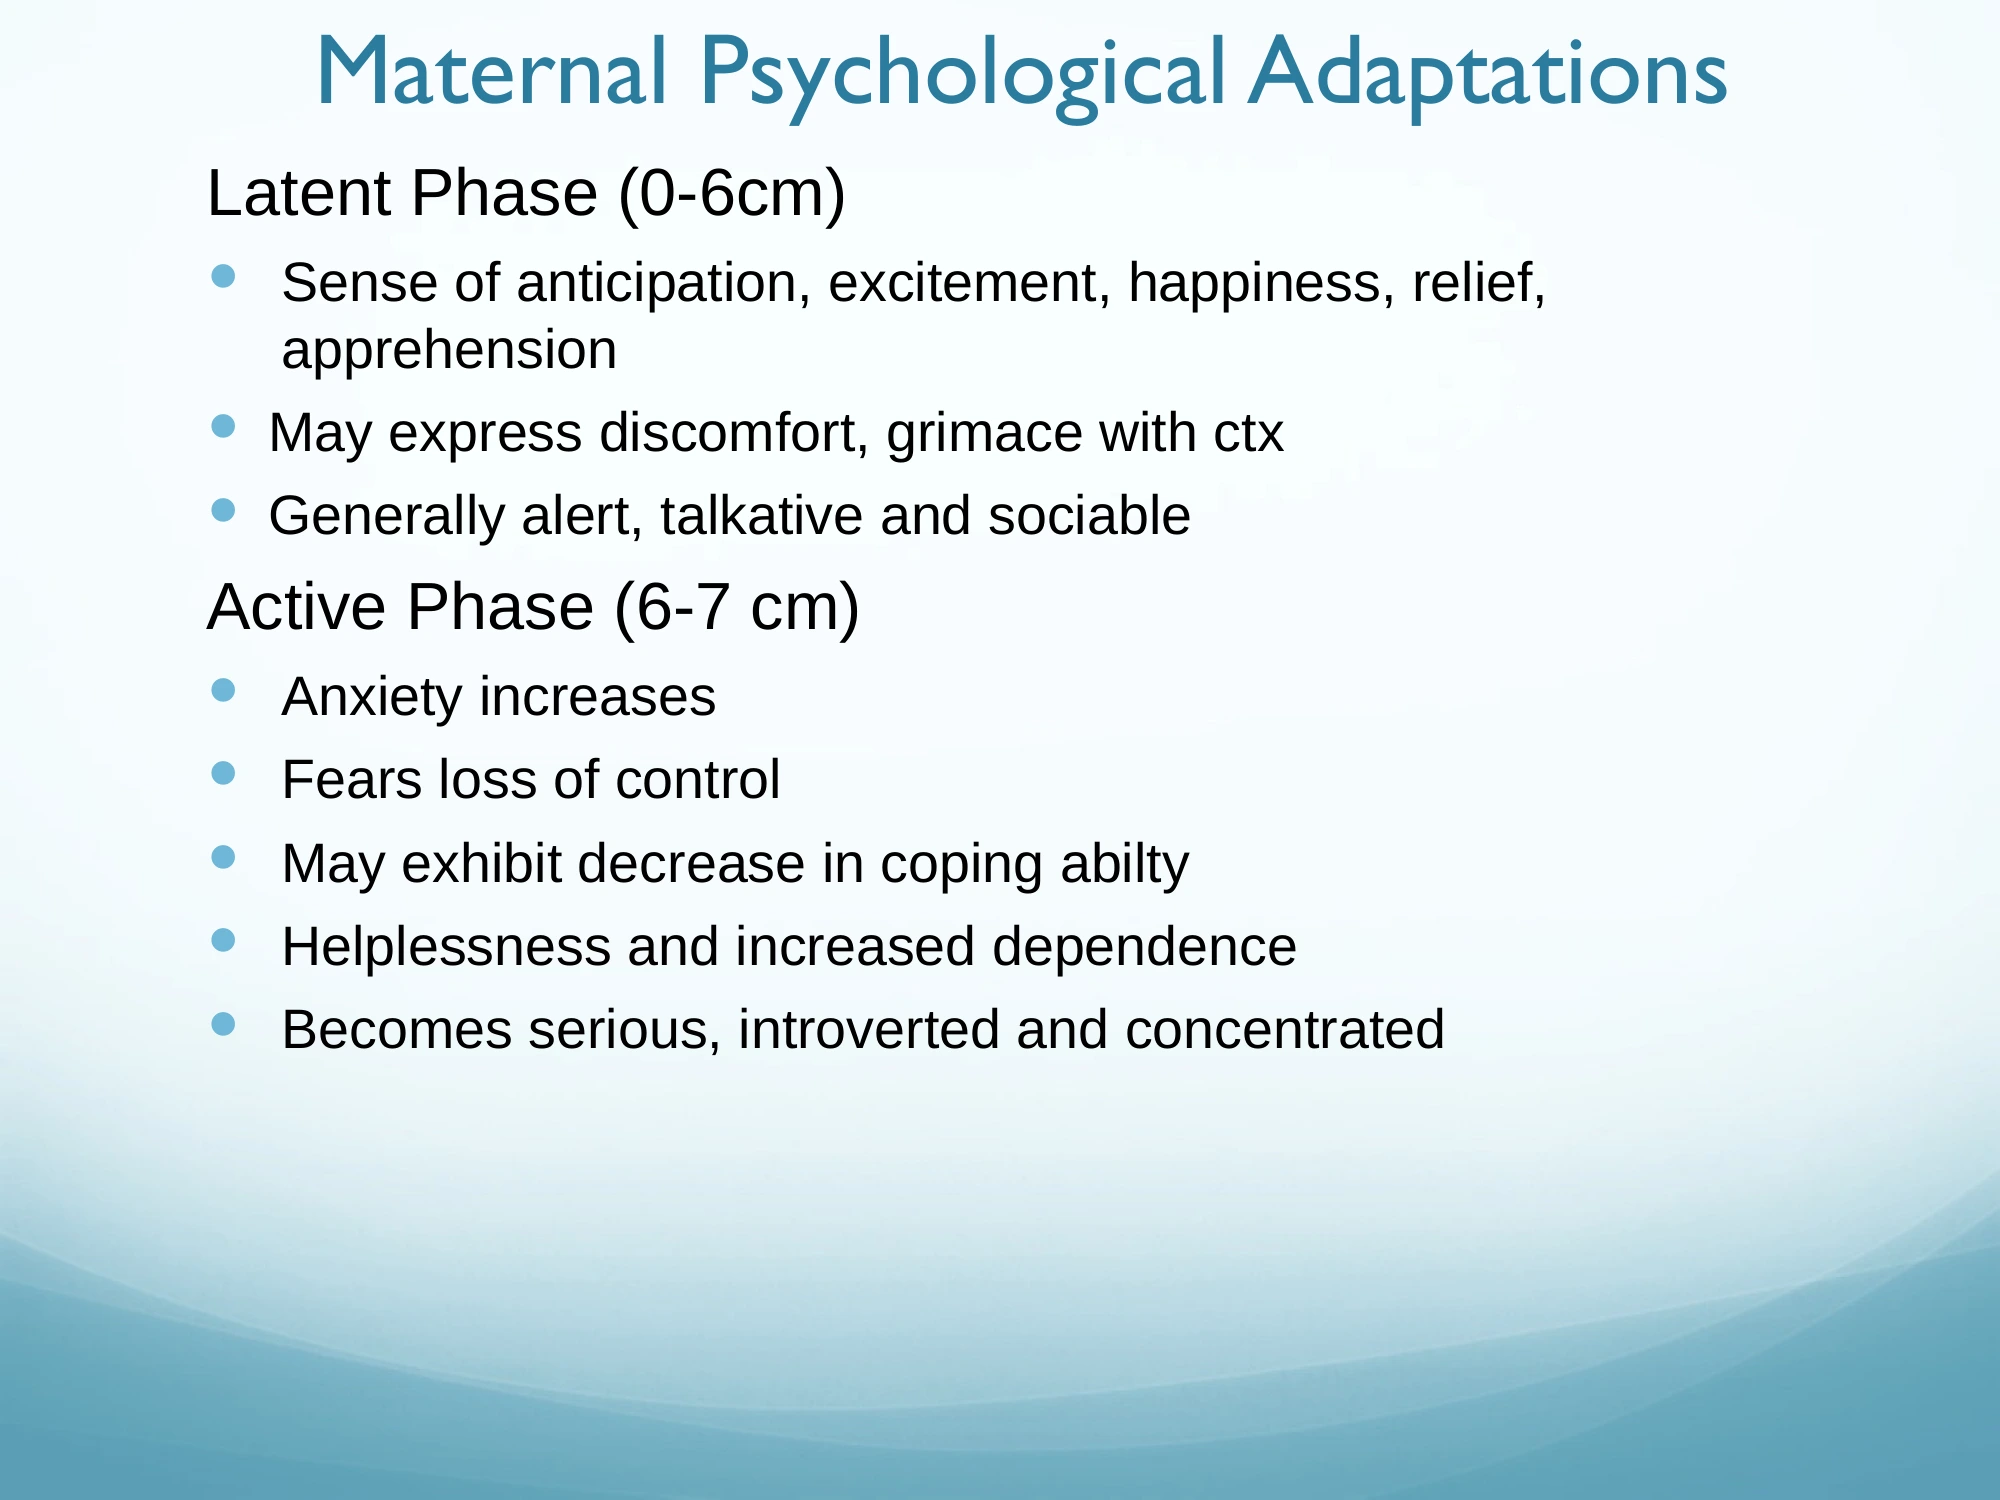 Maternal Psychological Adaptations
Latent Phase (0-6cm)
• Sense of anticipation, excitement, happiness, relief,
apprehension
• May express discomfort, grimace with ctx
• Generally alert, talkative and sociable
Active Phase (6-7 cm)
• Anxiety increases
• Fears loss of control
• May exhibit decrease in coping abilty
• Helplessness and increased dependence
• Becomes serious, introverted and concentrated